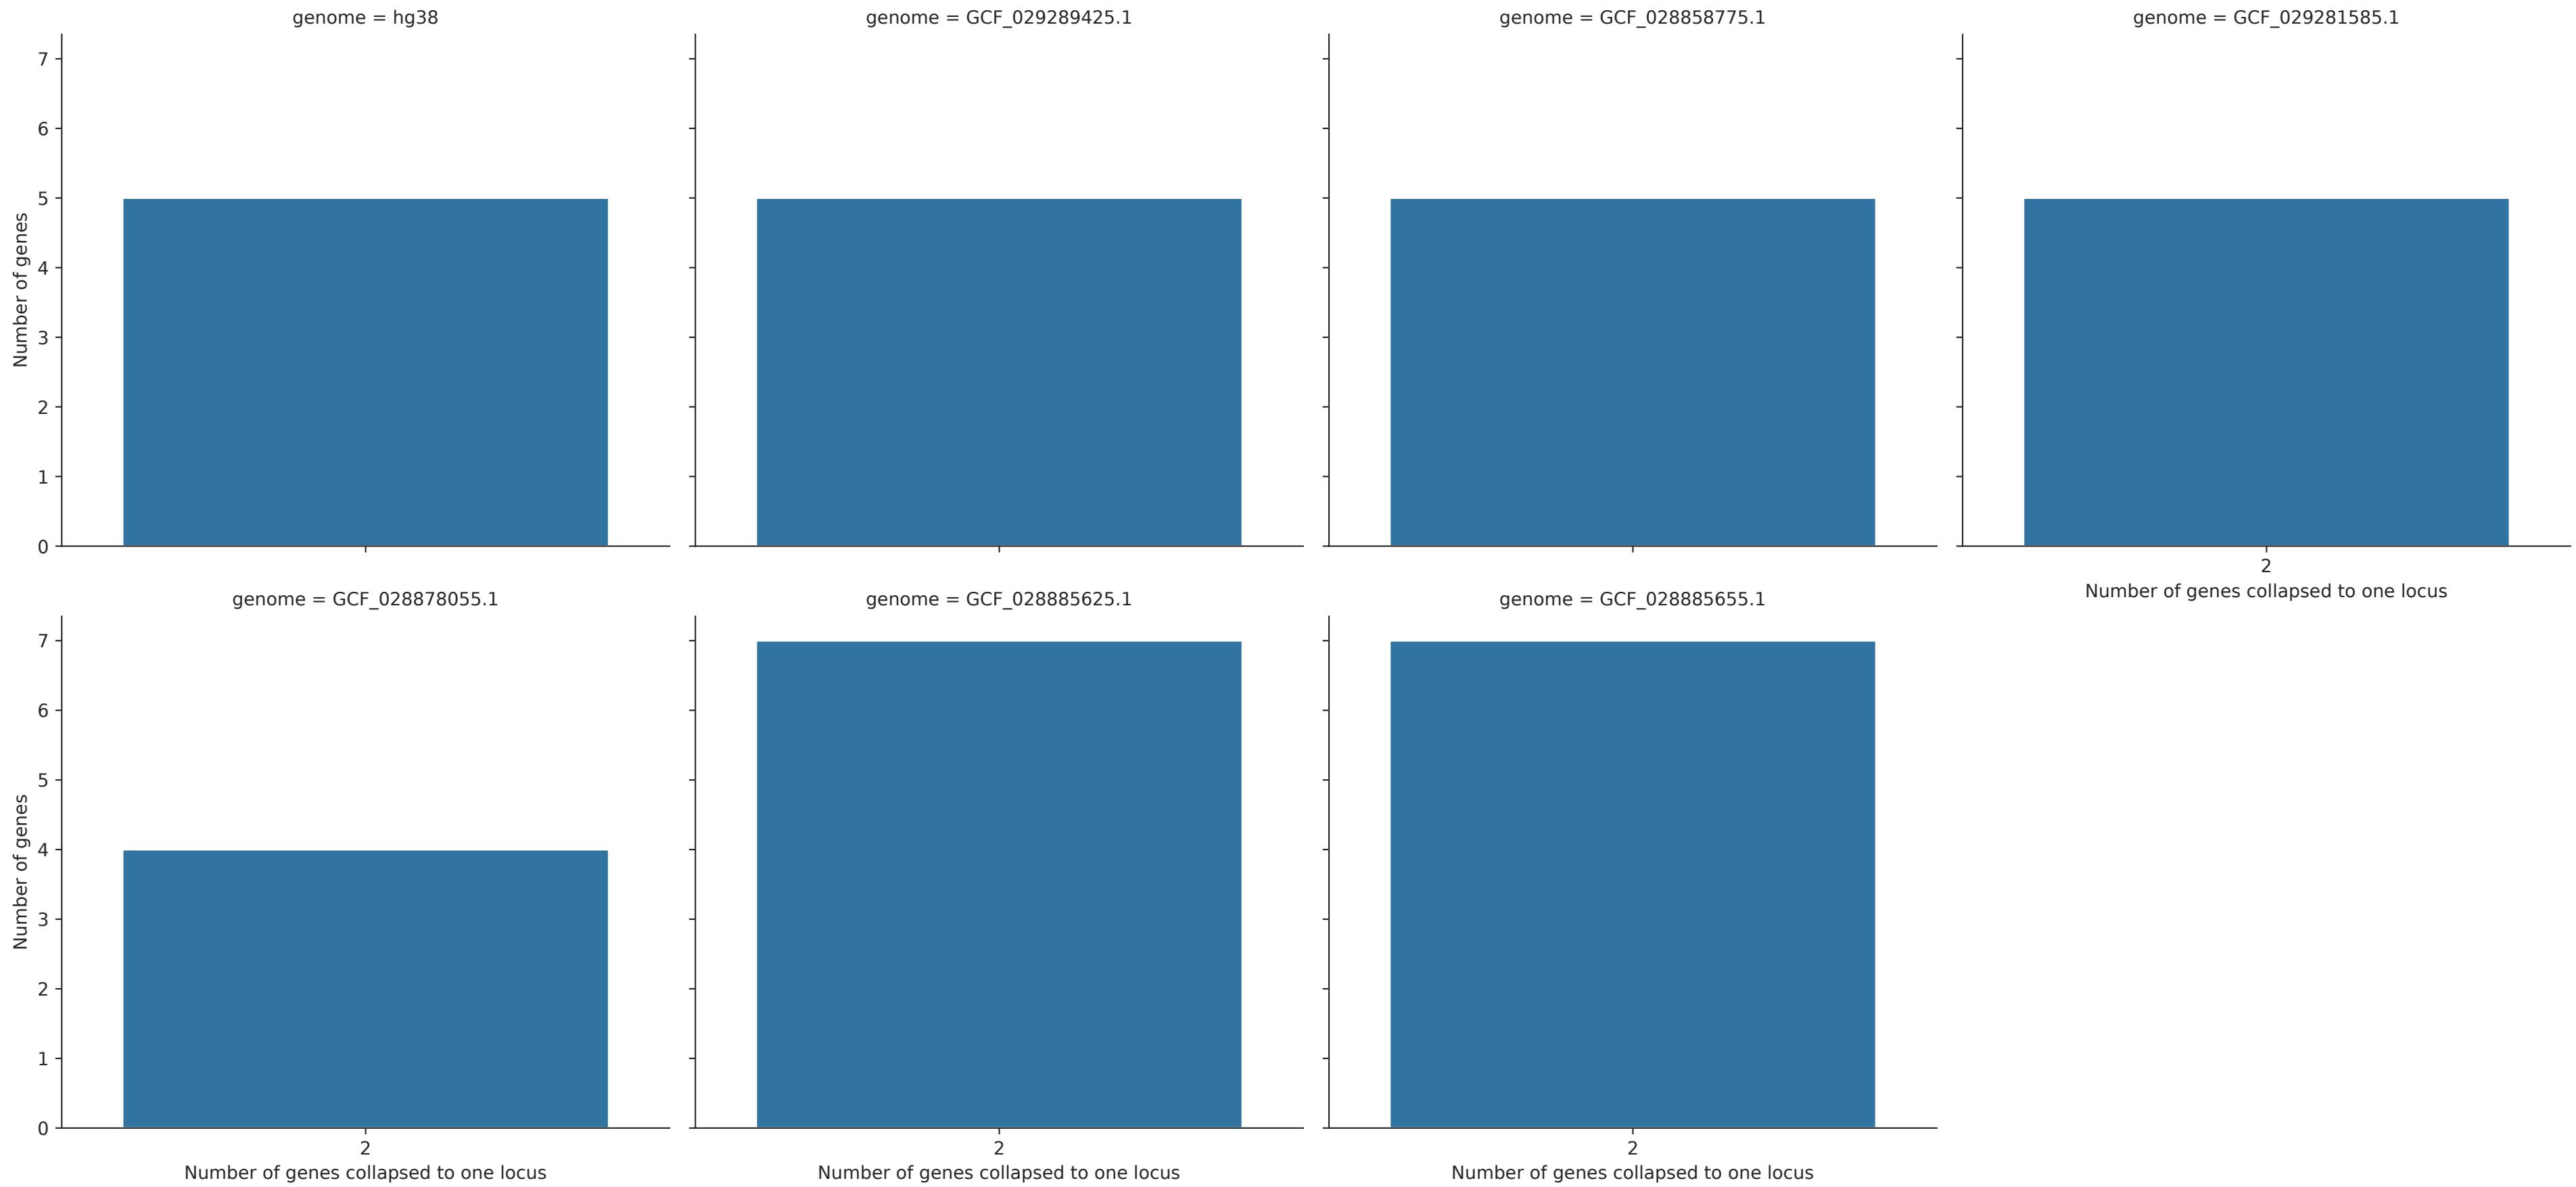 genome = hg38
genome = GCF_029289425.1
genome = GCF_028858775.1
genome = GCF_029281585.1
7
6
5
4
3
2
1
0
Number of genes
2
Number of genes collapsed to one locus
genome = GCF_028878055.1
genome = GCF_028885625.1
genome = GCF_028885655.1
7
6
5
4
3
2
1
0
Number of genes
2
2
2
Number of genes collapsed to one locus
Number of genes collapsed to one locus
Number of genes collapsed to one locus